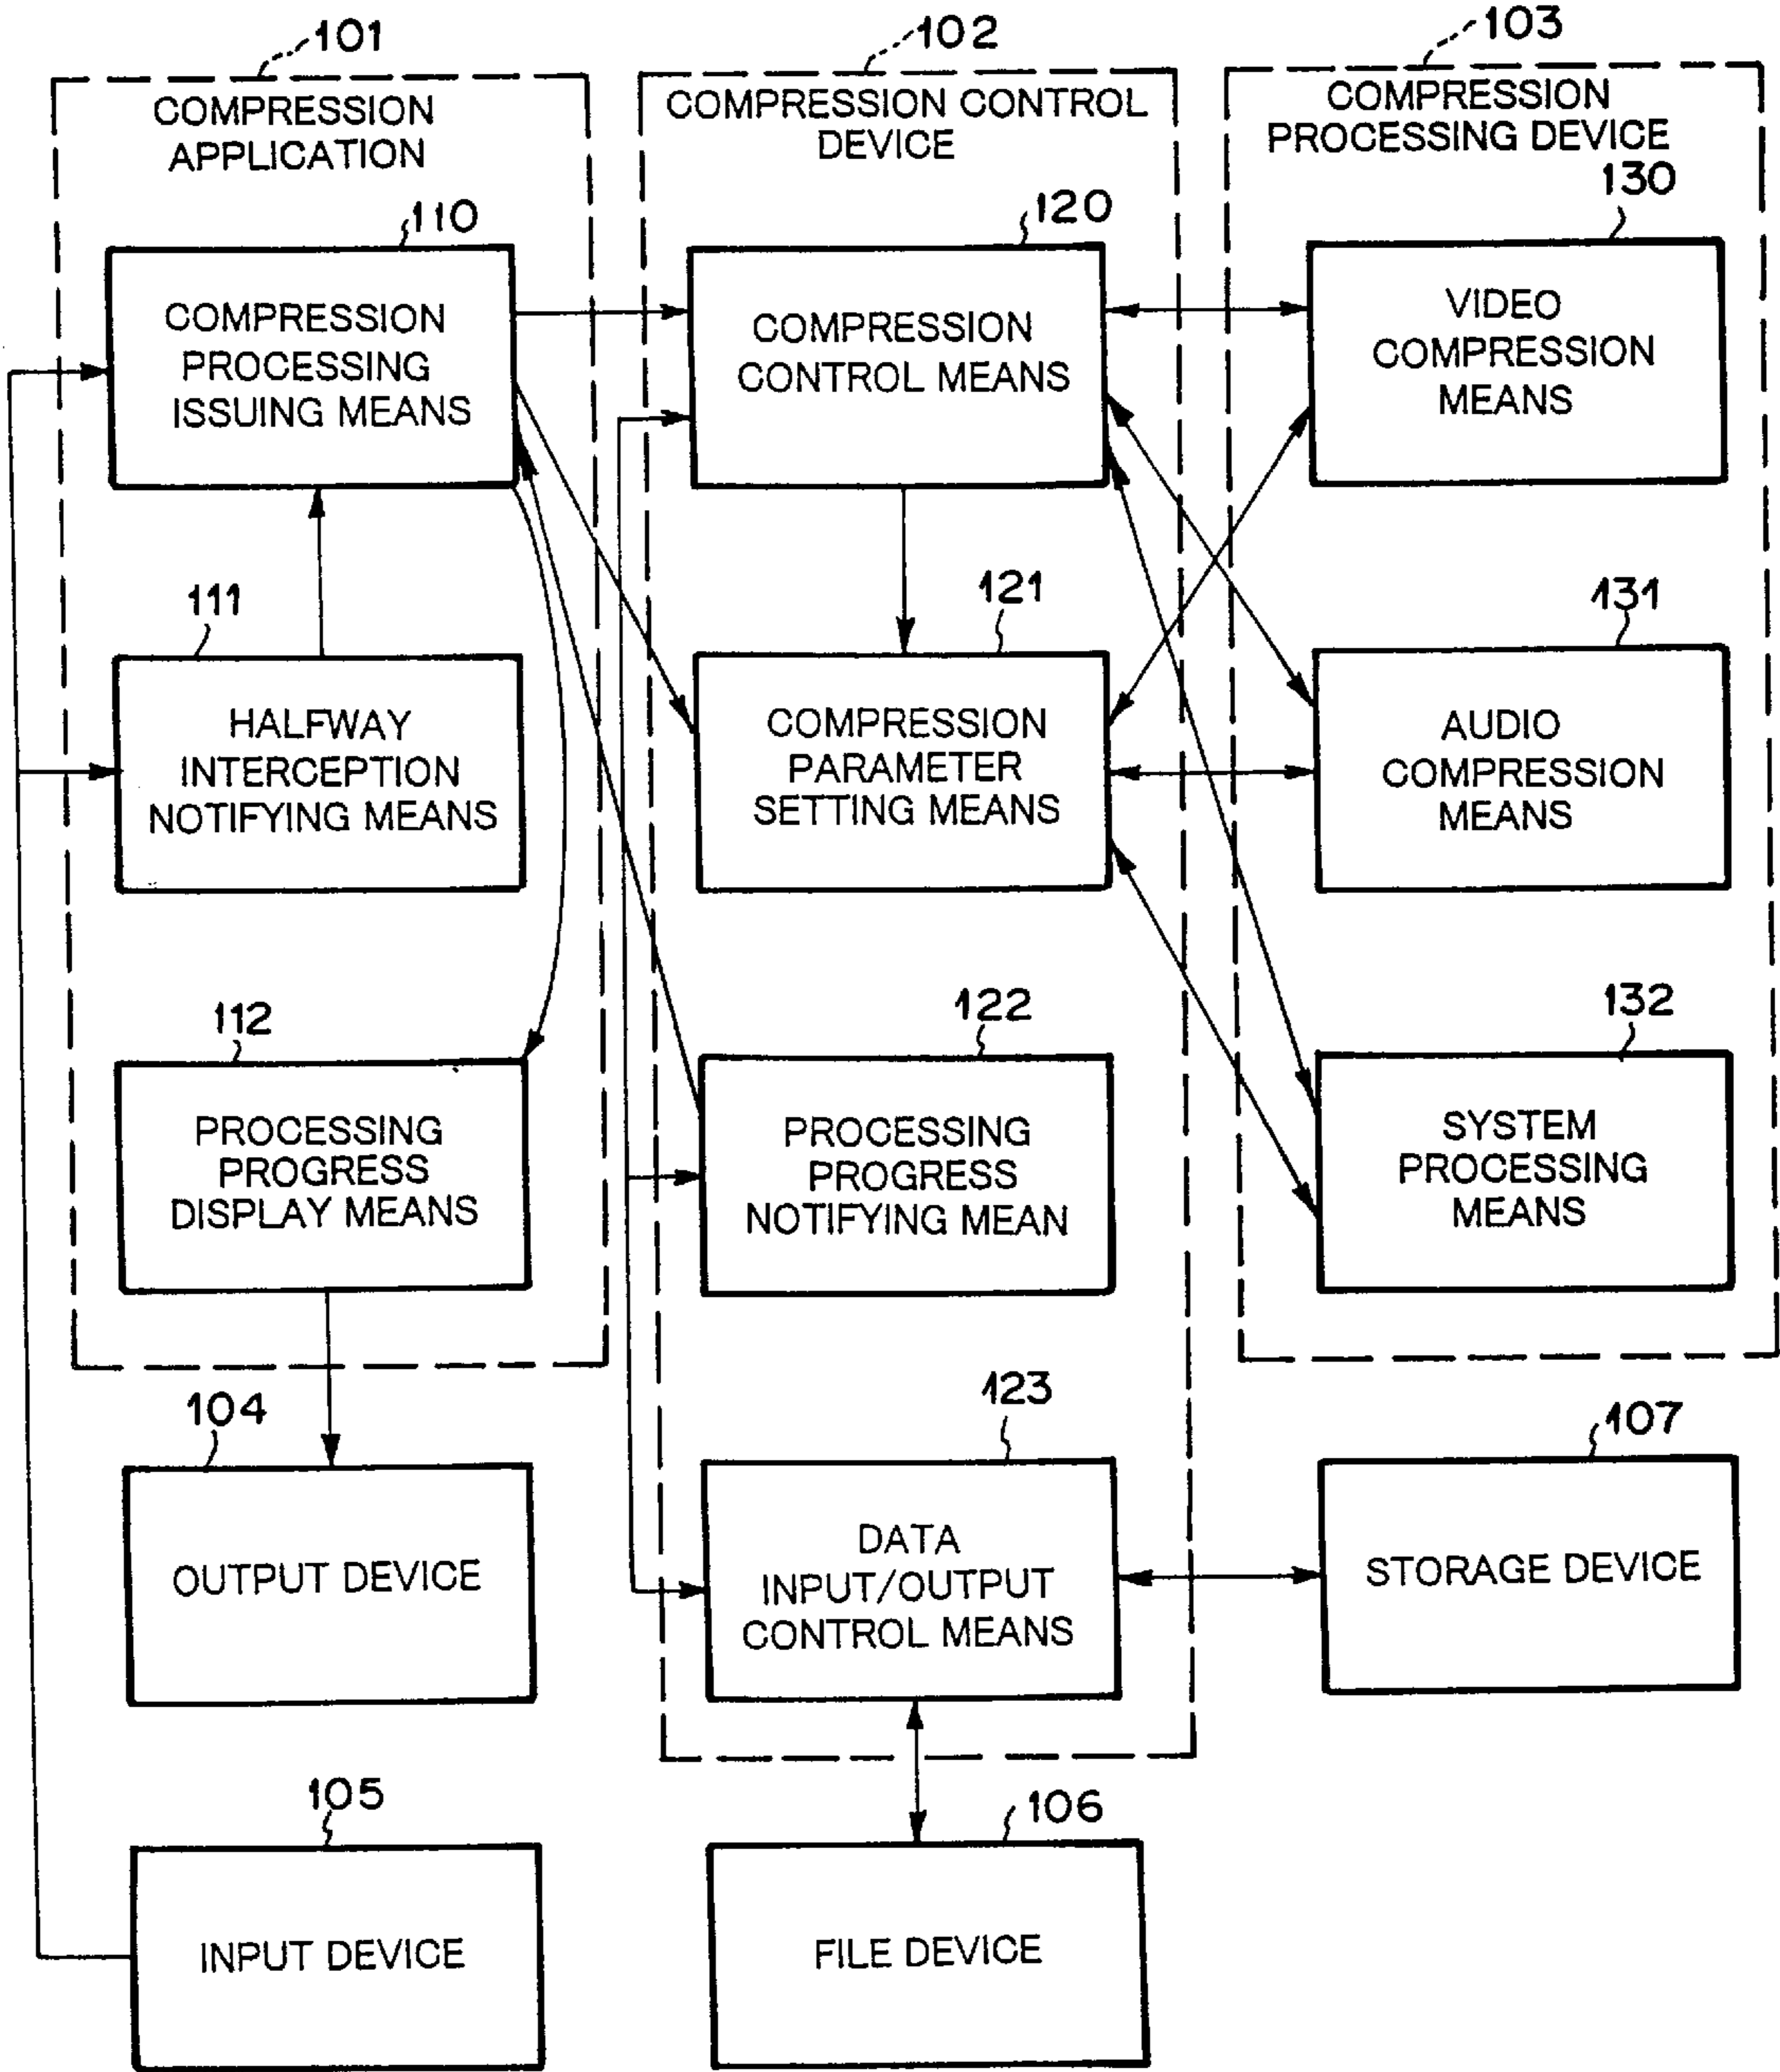 101
COMPRESSION
APPLICATION
102
COMPRESSION CONTROL
DEVICE
103
COMPRESSION
PROCESSING DEVICE
110
COMPRESSION
PROCESSING
ISSUING MEANS
120
COMPRESSION
CONTROL MEANS
130
VIDEO
COMPRESSION
MEANS
111
HALFWAY
INTERCEPTION
NOTIFYING MEANS
121
COMPRESSION
PARAMETER
SETTING MEANS
131
AUDIO
COMPRESSION
MEANS
112
PROCESSING
PROGRESS
DISPLAY MEANS
122
PROCESSING
PROGRESS
NOTIFYING MEAN
132
SYSTEM
PROCESSING
MEANS
104
OUTPUT DEVICE
123
DATA
INPUT/OUTPUT
CONTROL MEANS
107
STORAGE DEVICE
105
INPUT DEVICE
106
FILE DEVICE